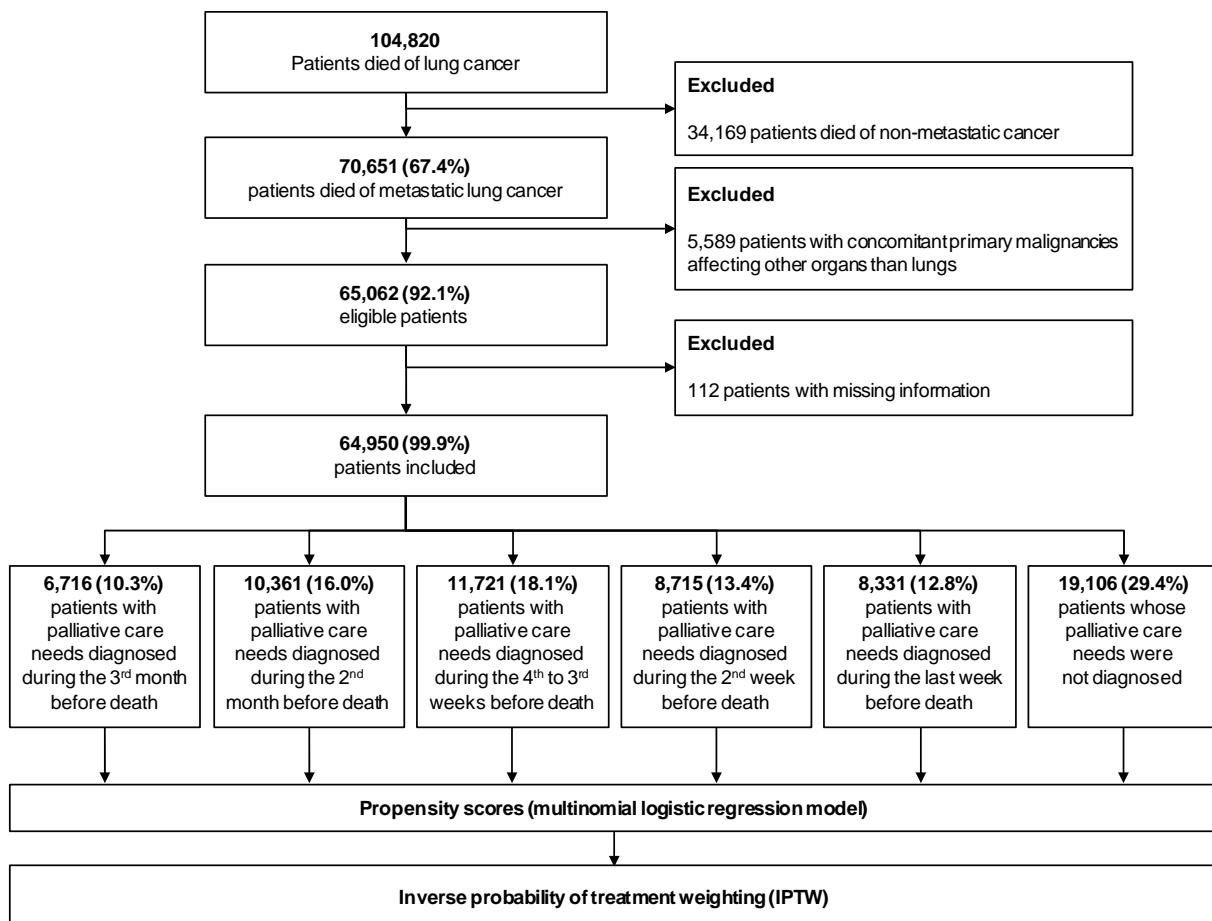 104,820
Patients died of lung cancer
Excluded
34,169 patients died of non-metastatic cancer
70,651 (67.4%)
patients died of metastatic lung cancer
Excluded
5,589 patients with concomitant primary malignancies
affecting other organs than lungs
65,062 (92.1%)
eligible patients
Excluded
112 patients with missing information
64,950 (99.9%)
patients included
6,716 (10.3%)
patients with
palliative care
needs diagnosed
during the 3rd month
before death
10,361 (16.0%)
patients with
palliative care
needs diagnosed
during the 2nd
month before death
11,721 (18.1%)
patients with
palliative care
needs diagnosed
during the 4th to 3rd
weeks before death
8,715 (13.4%)
patients with
palliative care
needs diagnosed
during the 2nd week
before death
8,331 (12.8%)
patients with
palliative care
needs diagnosed
during the last week
before death
19,106 (29.4%)
patients whose
palliative care
needs were
not diagnosed
Propensity scores (multinomial logistic regression model)
Inverse probability of treatment weighting (IPTW)